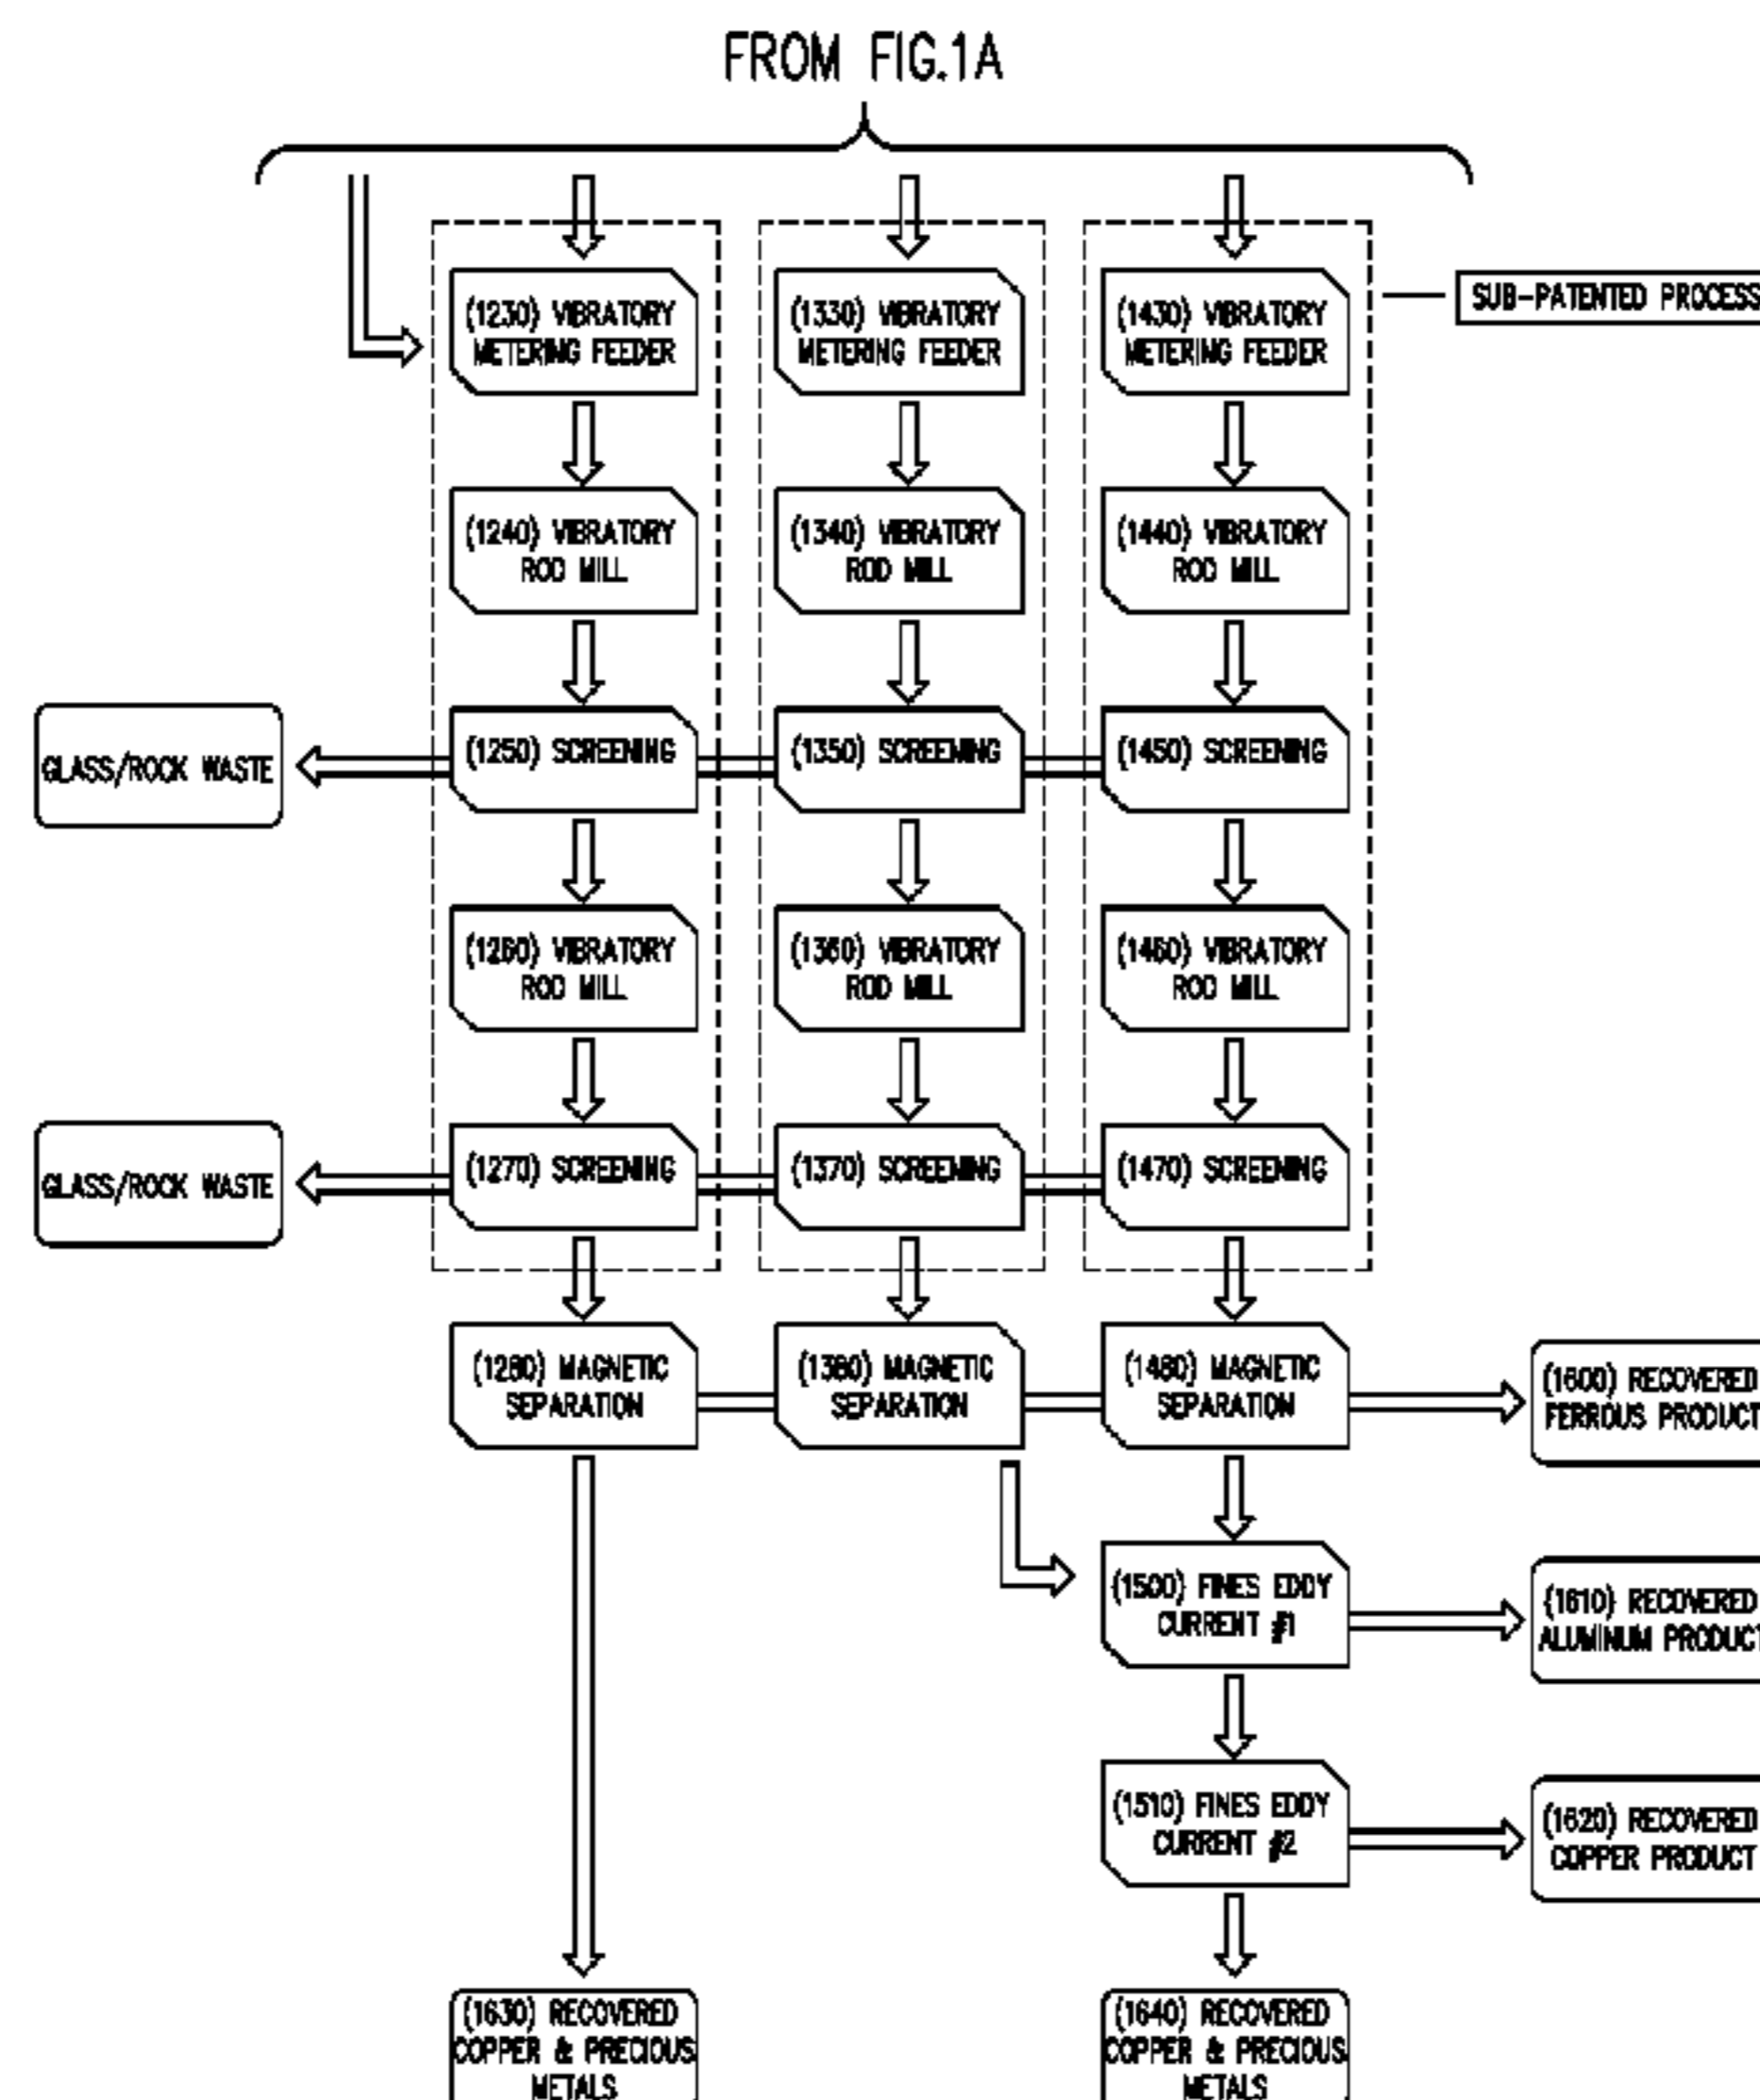 FROM FIG.1A
(1230) VIBRATORY
METERING FEEDER
(1330) VIBRATORY
METERING FEEDER
(1430) VIBRATORY
METERING FEEDER
SUB-PATENTED PROCESS
(1240) VIBRATORY
ROD MILL
(1340) VIBRATORY
ROD MILL
(1440) VIBRATORY
ROD MILL
GLASS/ROCK WASTE
(1250) SCREENING
(1350) SCREENING
(1450) SCREENING
(1260) VIBRATORY
ROD MILL
(1360) VIBRATORY
ROD MILL
(1460) VIBRATORY
ROD MILL
GLASS/ROCK WASTE
(1270) SCREENING
(1370) SCREENING
(1470) SCREENING
(1280) MAGNETIC
SEPARATION
(1380) MAGNETIC
SEPARATION
(1480) MAGNETIC
SEPARATION
(1600) RECOVERED
FERROUS PRODUCT
(1500) FINES EDDY
CURRENT #1
(1610) RECOVERED
ALUMINUM PRODUCT
(1510) FINES EDDY
CURRENT #2
(1620) RECOVERED
COPPER PRODUCT
(1630) RECOVERED
COPPER & PRECIOUS
METALS
(1640) RECOVERED
COPPER & PRECIOUS
METALS